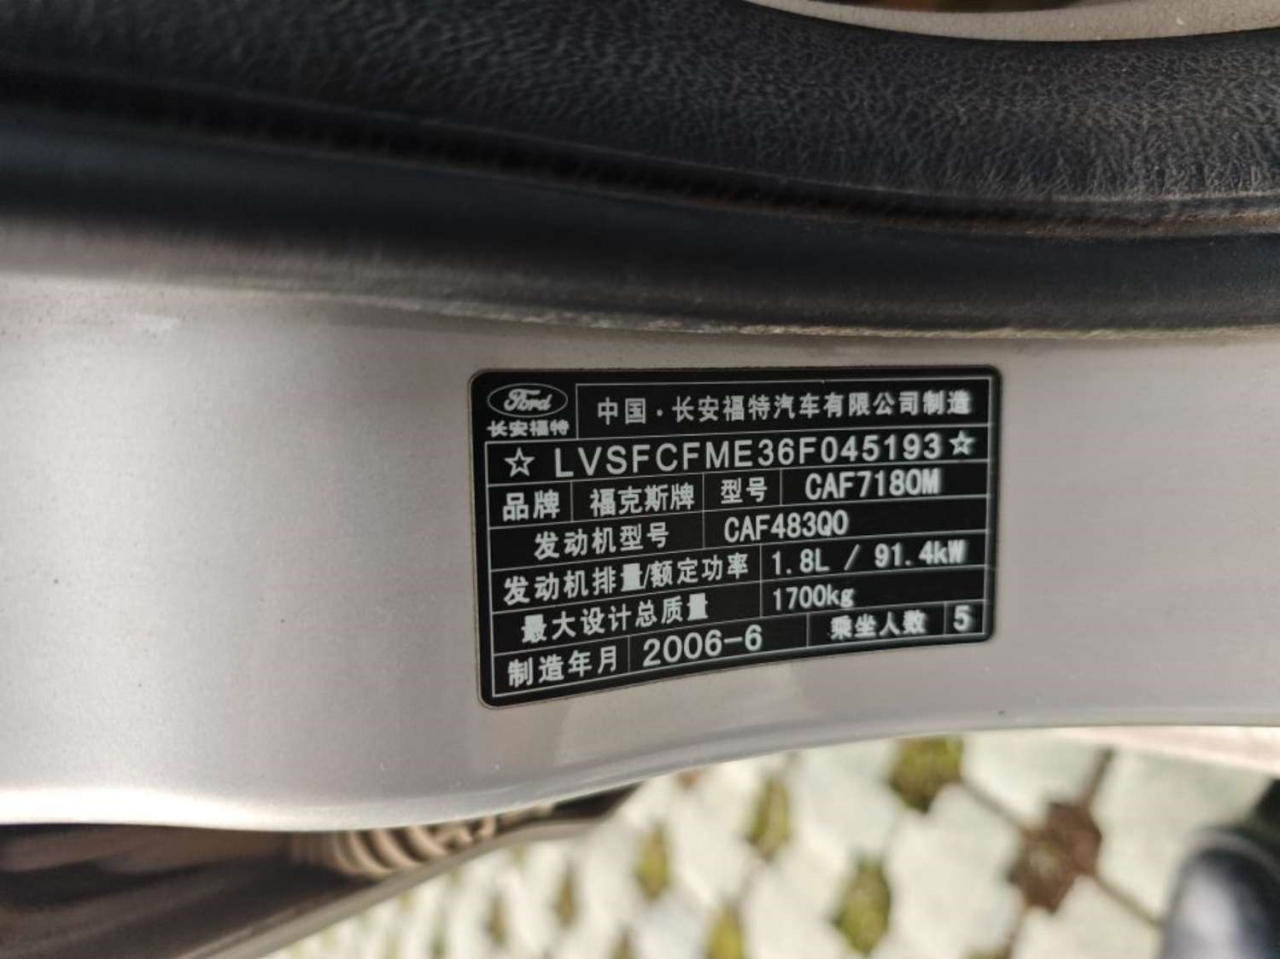 Ford
长安福特
中国·长安福特汽车有限公司制造
☆ LVSFCFME36F045193 ☆
品牌 福克斯牌 型号 CAF7180M
发动机型号 CAF483Q0
发动机排量/额定功率 1.8L / 91.4kW
最大设计总质量 1700kg
制造年月 2006-6 乘坐人数 5